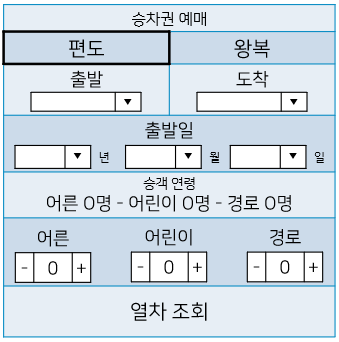 승차권 예매
편도 왕복
출발 도착
출발일
년 월 일
승객 연령
어른 0명 - 어린이 0명 - 경로 0명
어른 어린이 경로
- 0 + - 0 + - 0 +
열차 조회